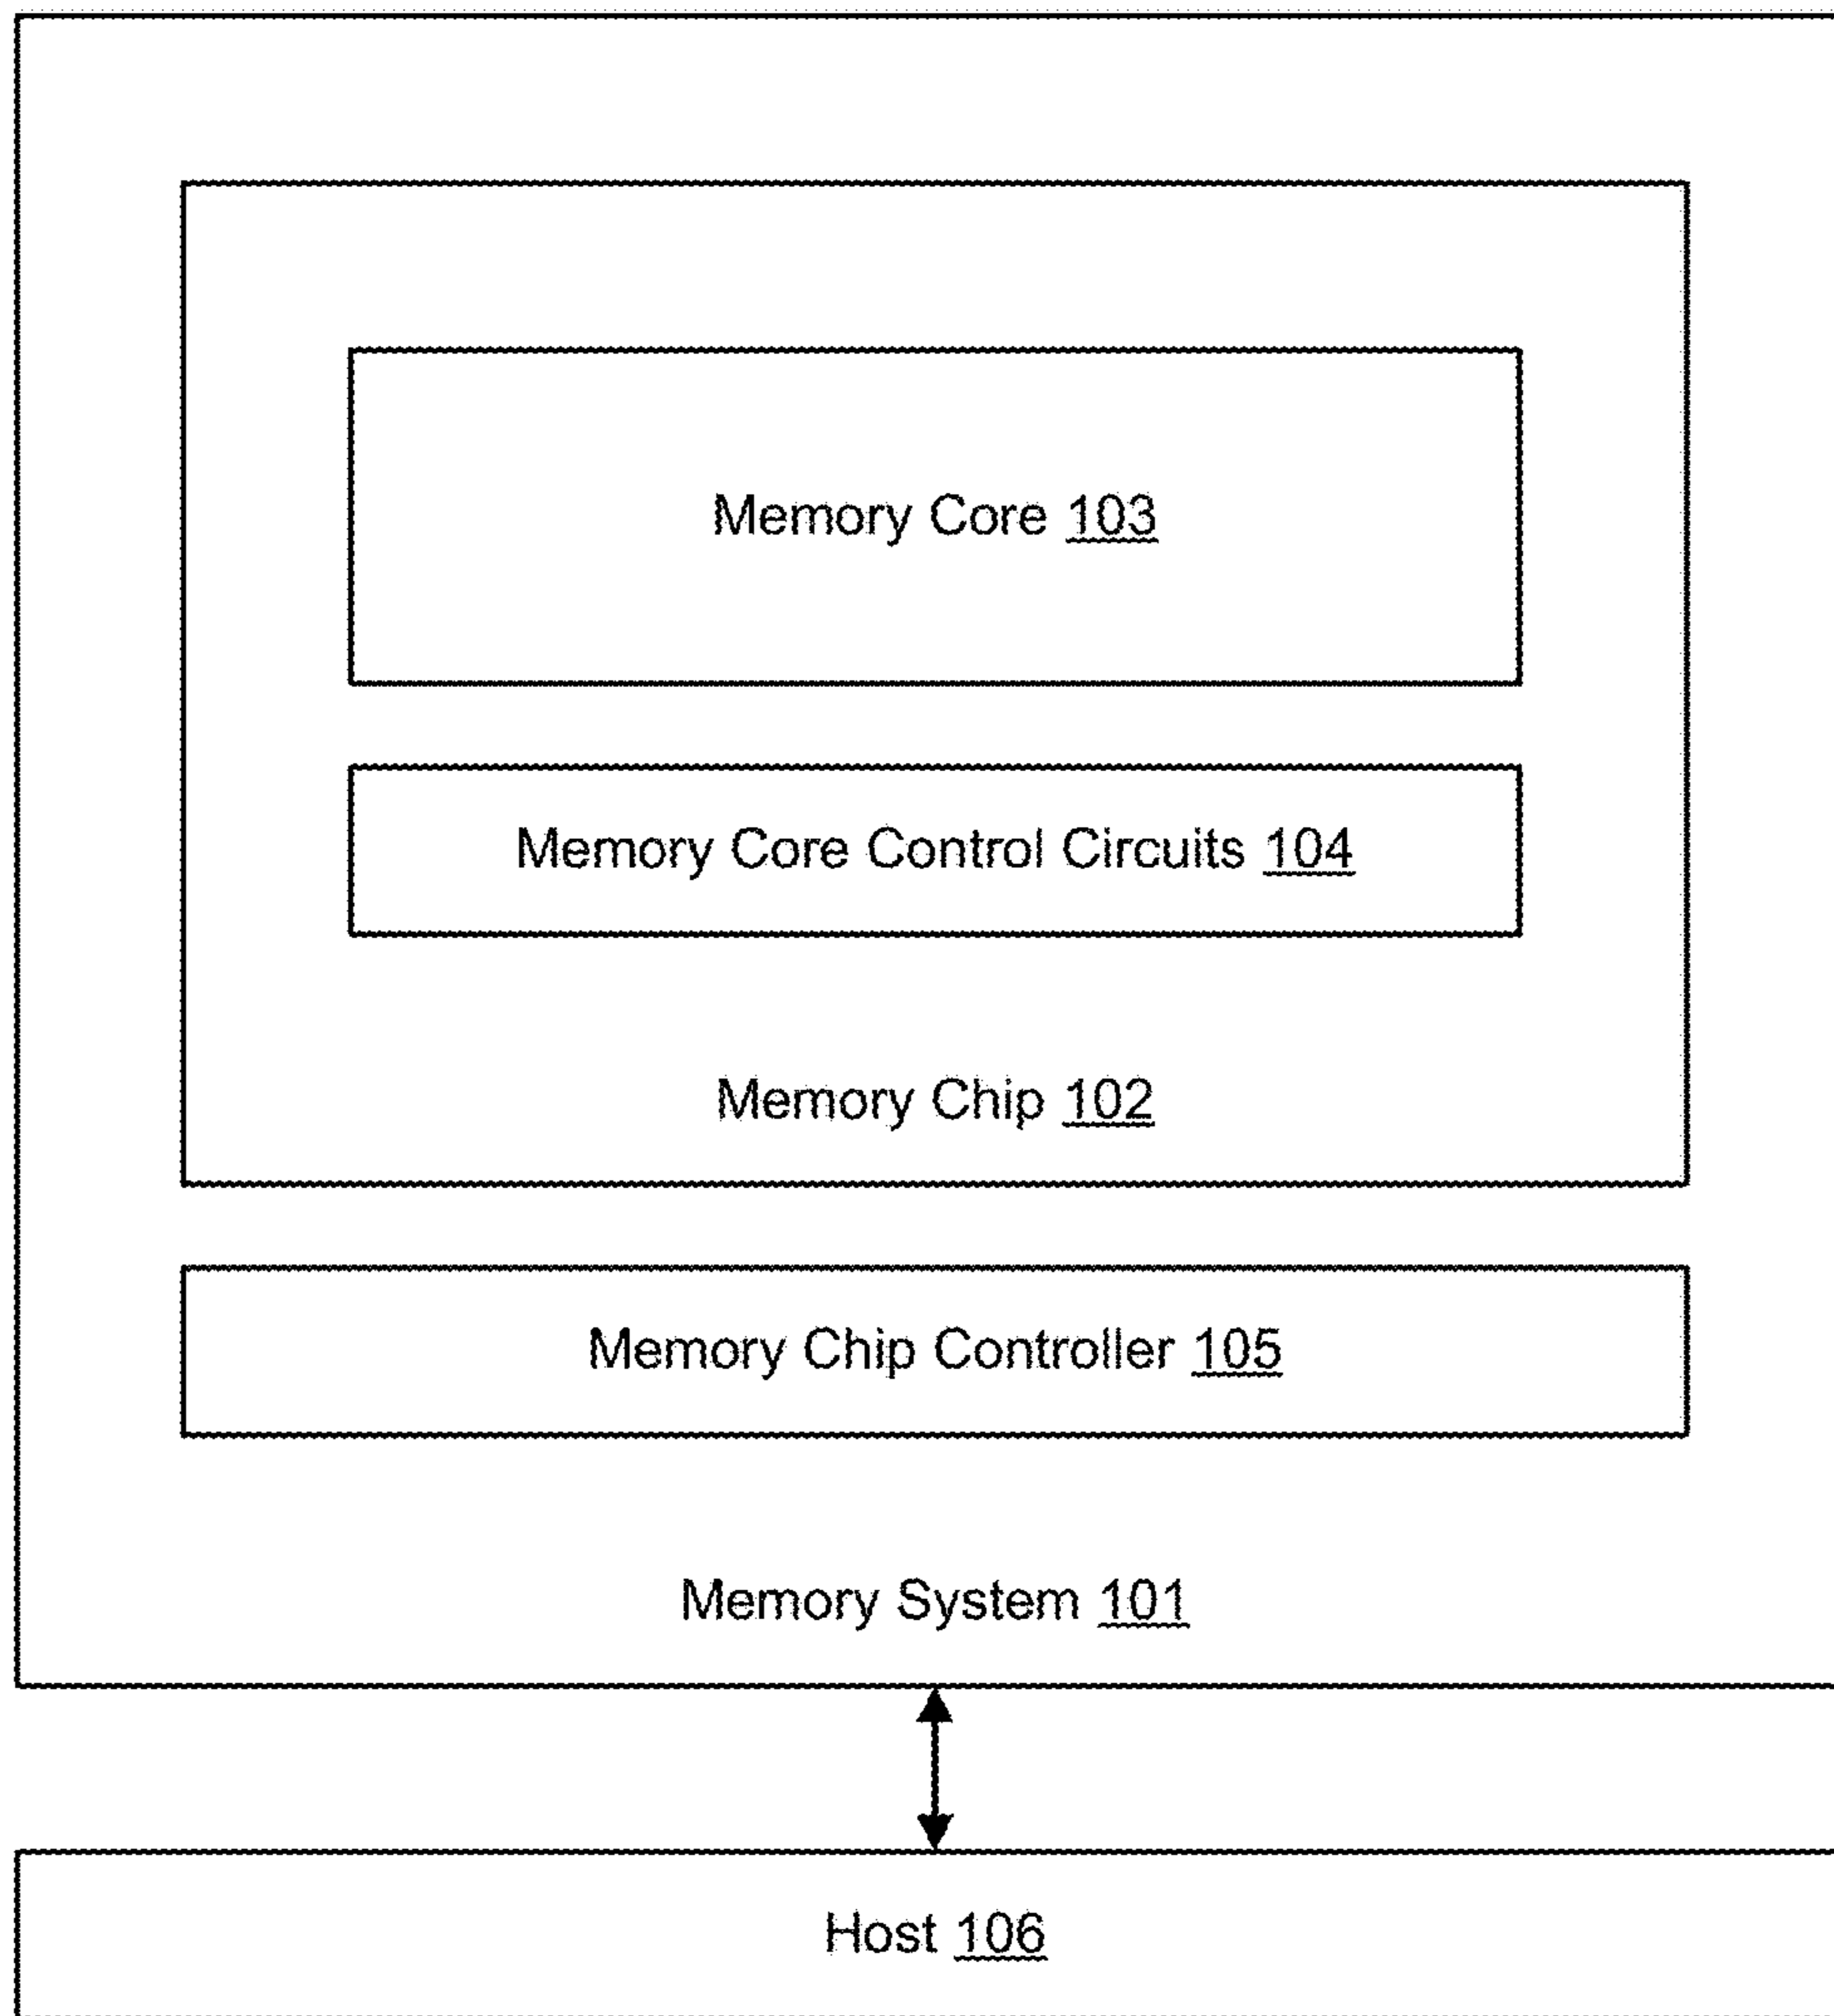 Memory Core 103
Memory Core Control Circuits 104
Memory Chip 102
Memory Chip Controller 105
Memory System 101
Host 106